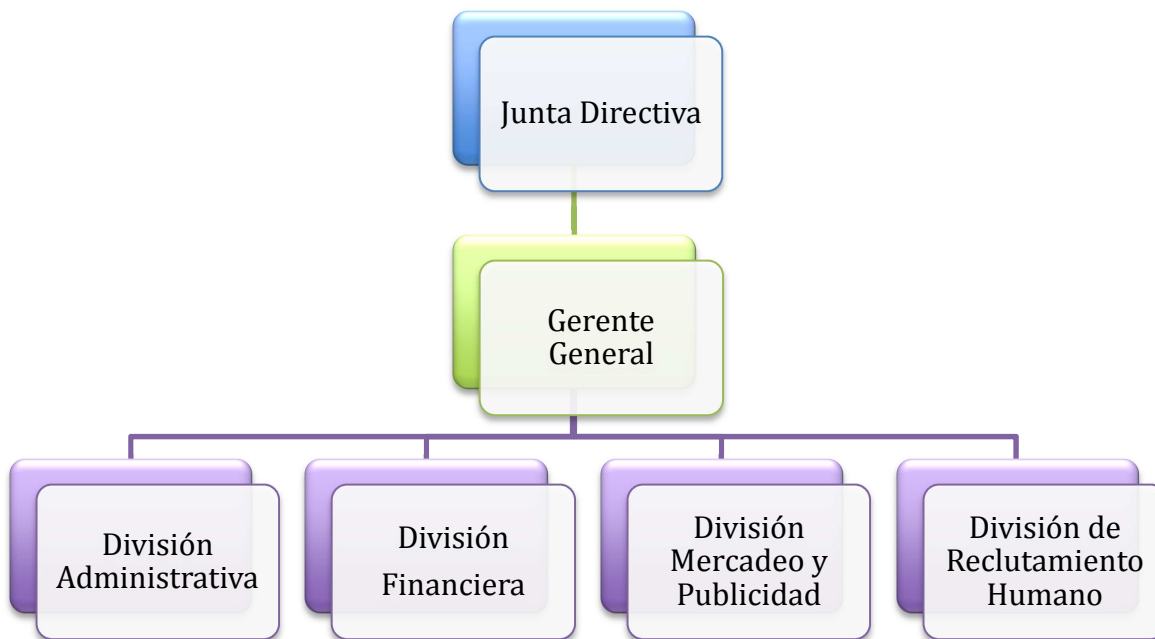 Junta Directiva
Gerente
General
División
Administrativa
División
Financiera
División
Mercadeo y
Publicidad
División de
Reclutamiento
Humano